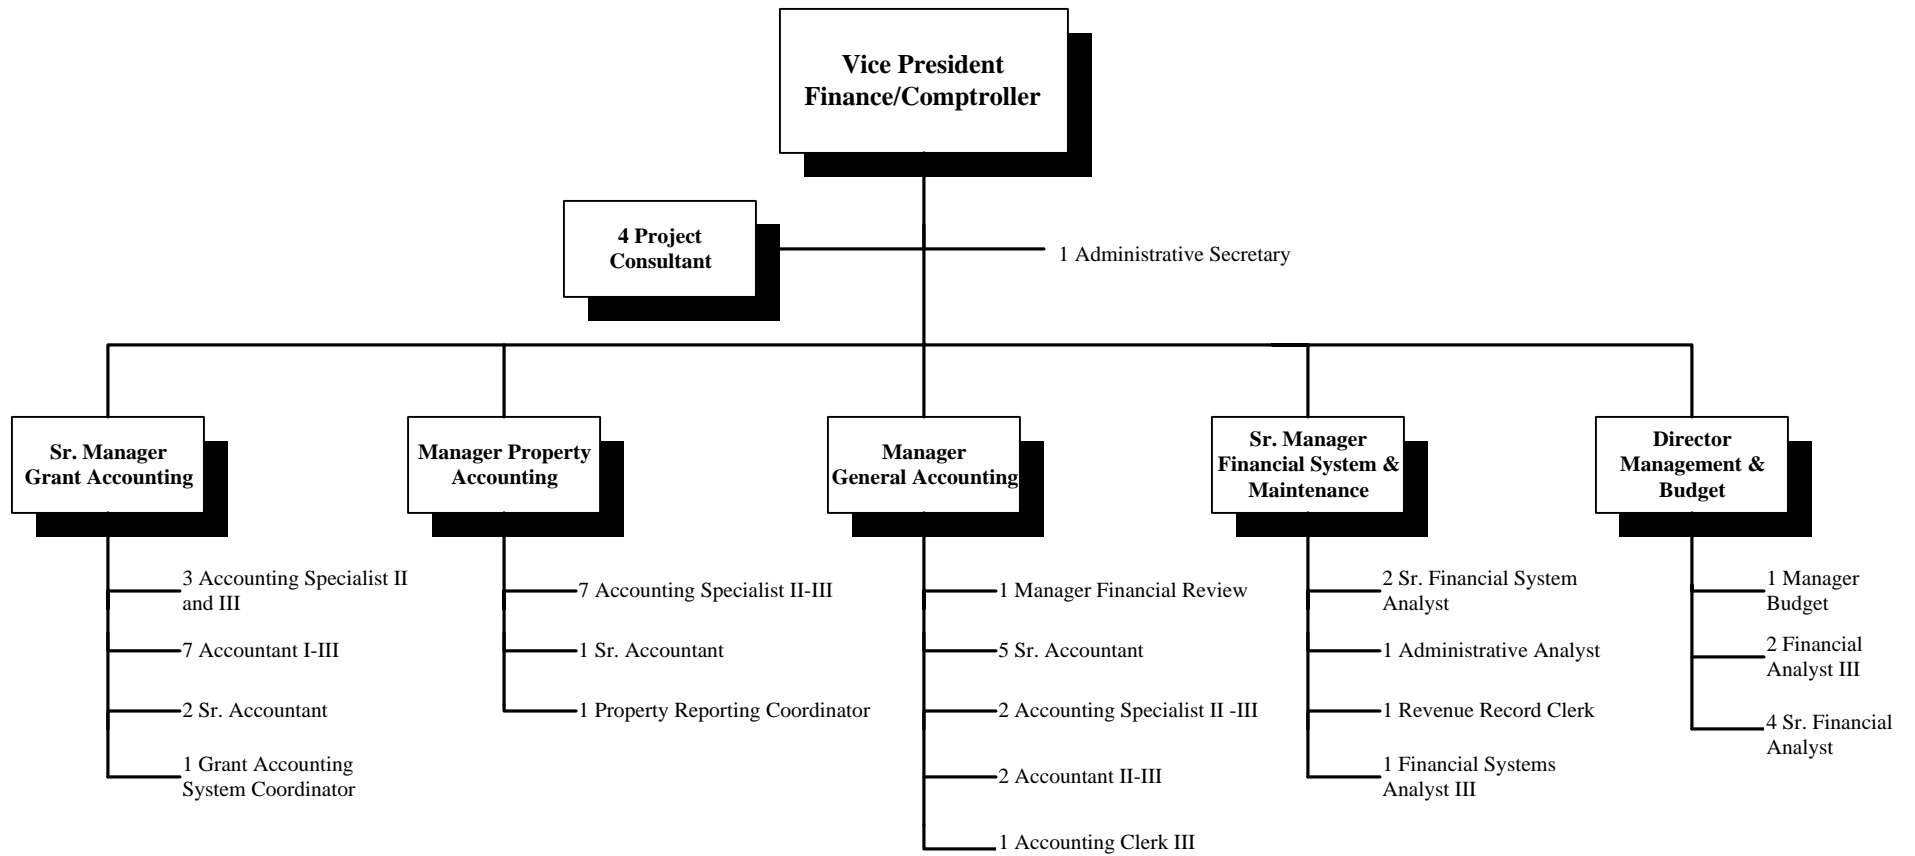 Vice President
Finance/Comptroller
4 Project
Consultant
1 Administrative Secretary
Sr. Manager
Grant Accounting
Manager Property
Accounting
Manager
General Accounting
Sr. Manager
Financial System &
Maintenance
Director
Management &
Budget
3 Accounting Specialist II
and III
7 Accountant I-III
2 Sr. Accountant
1 Grant Accounting
System Coordinator
7 Accounting Specialist II-III
1 Sr. Accountant
1 Property Reporting Coordinator
1 Manager Financial Review
5 Sr. Accountant
2 Accounting Specialist II -III
2 Accountant II-III
1 Accounting Clerk III
2 Sr. Financial System
Analyst
1 Administrative Analyst
1 Revenue Record Clerk
1 Financial Systems
Analyst III
1 Manager
Budget
2 Financial
Analyst III
4 Sr. Financial
Analyst